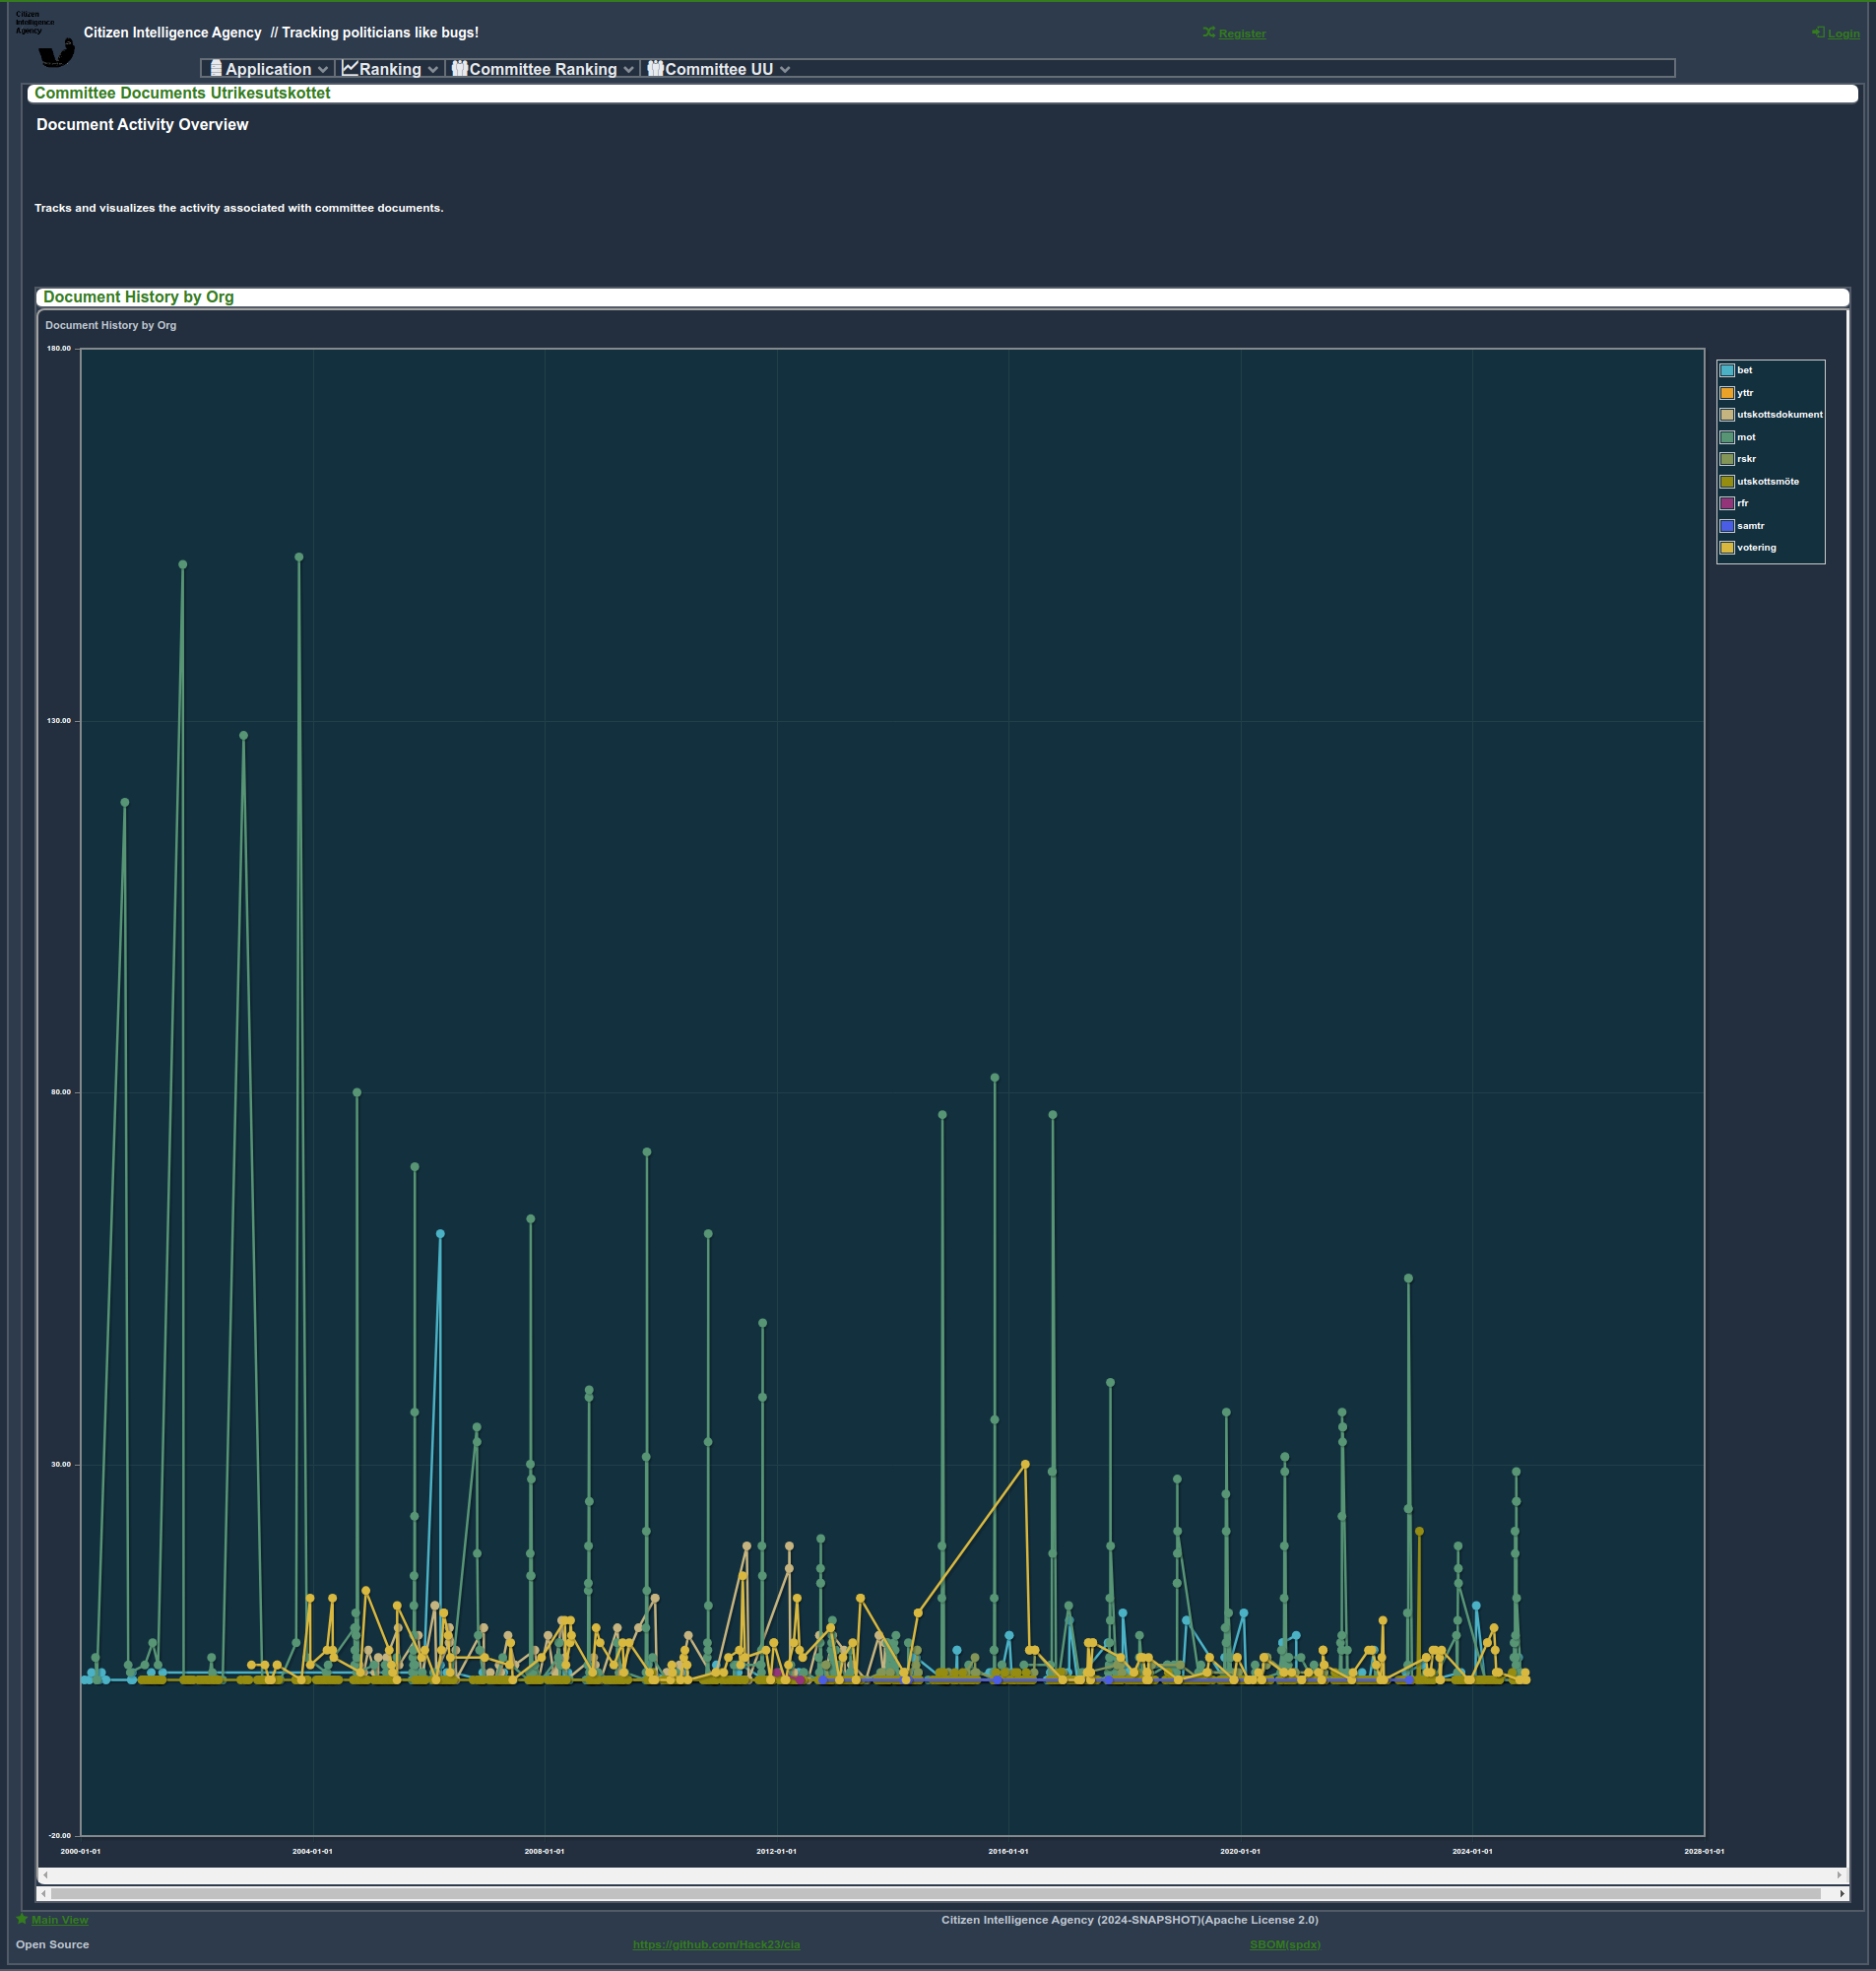 Citizen
Intelligence
Agency
Citizen Intelligence Agency // Tracking politicians like bugs!
Register
Login
Application
Ranking
Committee Ranking
Committee UU
Committee Documents Utrikesutskottet
Document Activity Overview
Tracks and visualizes the activity associated with committee documents.
Document History by Org
Document History by Org
180.00
130.00
80.00
30.00
-20.00
2000-01-01
2004-01-01
2008-01-01
2012-01-01
2016-01-01
2020-01-01
2024-01-01
2028-01-01
bet
yttr
utskottsdokument
mot
rskr
utskottsmöte
rfr
samtr
votering
Main View
Citizen Intelligence Agency (2024-SNAPSHOT)(Apache License 2.0)
Open Source
https://github.com/Hack23/cia
SBOM(spdx)